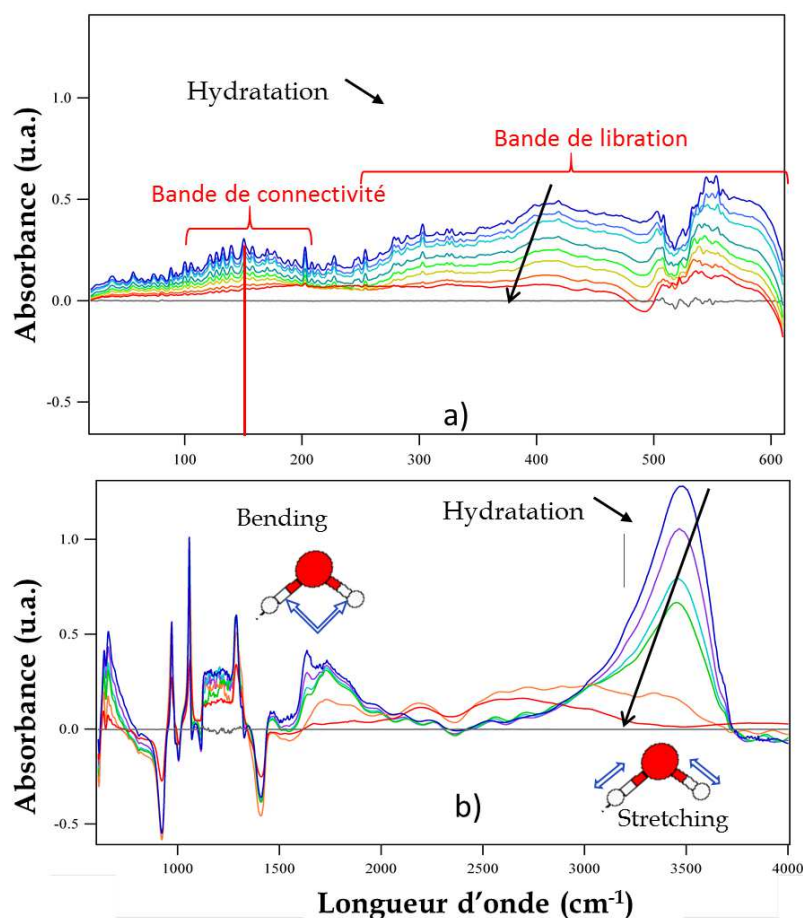 Absorbance (u.a.)
1.0
0.5
0.0
-0.5
Hydratation
Bande de libration
Bande de connectivité
a)
100 200 300 400 500 600
Absorbance (u.a.)
1.0
0.5
0.0
-0.5
Bending
Hydratation
b)
Stretching
1000 1500 2000 2500 3000 3500 4000
Longueur d'onde (cm⁻¹)